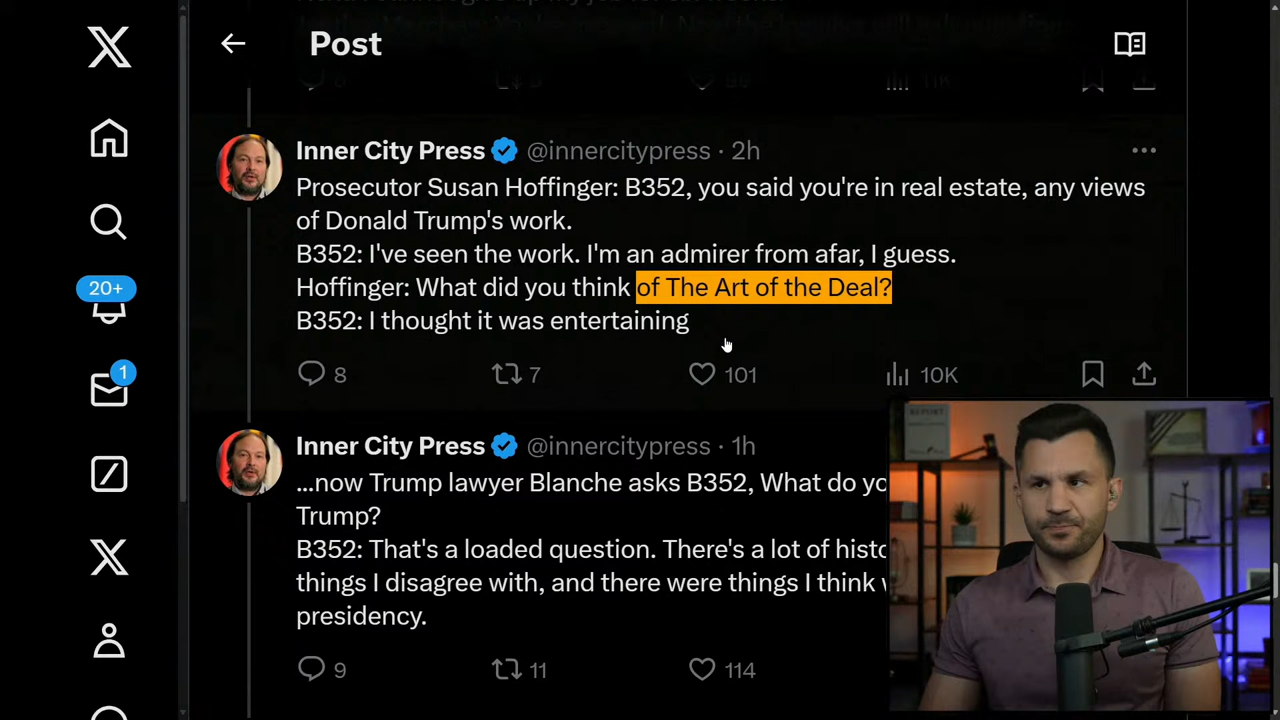 Post
Inner City Press @innercitypress · 2h
Prosecutor Susan Hoffinger: B352, you said you're in real estate, any views
of Donald Trump's work.
B352: I've seen the work. I'm an admirer from afar, I guess.
Hoffinger: What did you think of The Art of the Deal?
B352: I thought it was entertaining
8 7 101 10K
20+
1
Inner City Press @innercitypress · 1h
...now Trump lawyer Blanche asks B352, What do yo
Trump?
B352: That's a loaded question. There's a lot of histo
things I disagree with, and there were things I think
presidency.
9 11 114
REPORT